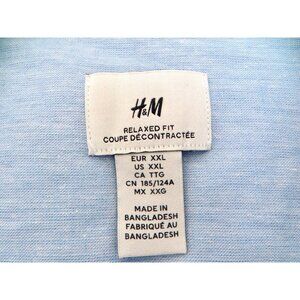 H&M
RELAXED FIT
COUPE DÉCONTRACTÉE
EUR XXL
US XXL
CA TTG
CN 185/124A
MX XXG
MADE IN
BANGLADESH
FABRIQUÉ AU
BANGLADESH